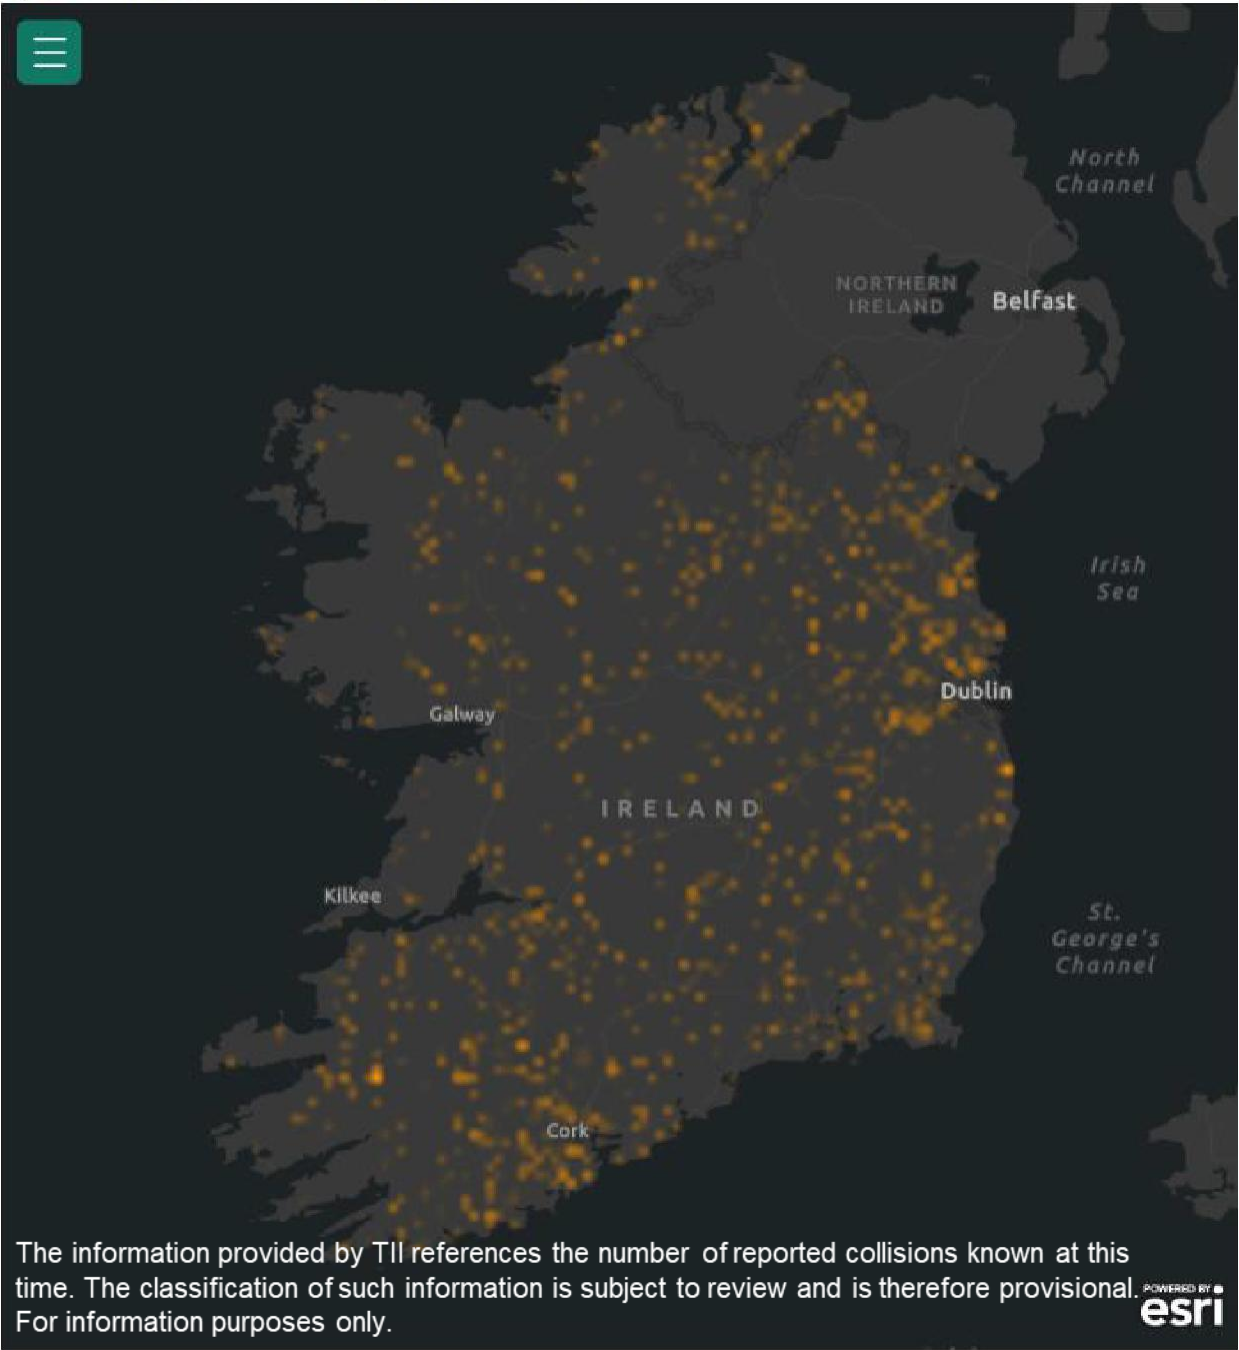 North
Channel
NORTHERN
IRELAND
Belfast
Irish
Sea
Dublin
Galway
IRELAND
Kilkee
St.
George's
Channel
Cork
The information provided by TII references the number of reported collisions known at this
time. The classification of such information is subject to review and is therefore provisional.
For information purposes only.
POWERED BY
esri